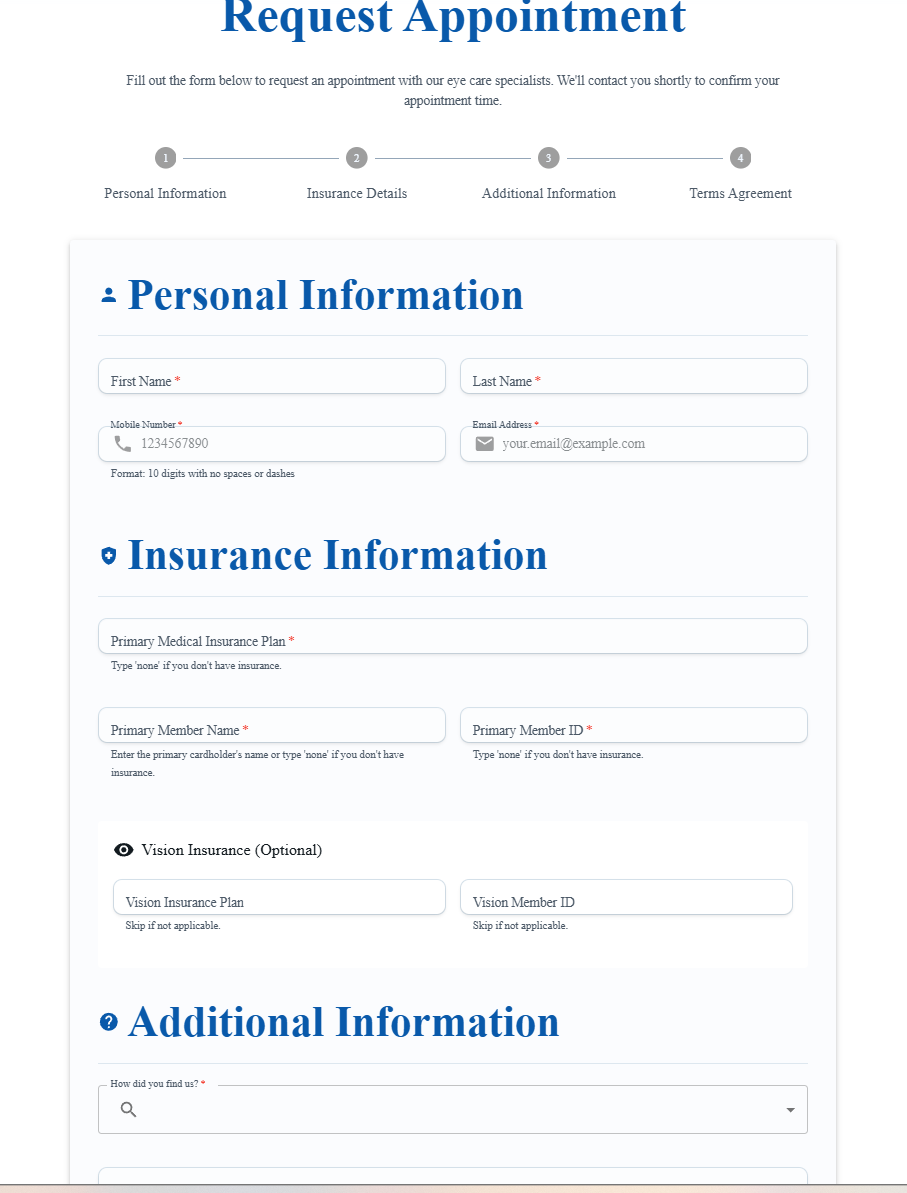 Request Appointment
Fill out the form below to request an appointment with our eye care specialists. We'll contact you shortly to confirm your
appointment time.
1
2
3
4
Personal Information
Insurance Details
Additional Information
Terms Agreement
Personal Information
First Name *
Last Name *
Mobile Number *
Email Address *
1234567890
your.email@example.com
Format: 10 digits with no spaces or dashes
Insurance Information
Primary Medical Insurance Plan *
Type 'none' if you don't have insurance.
Primary Member Name *
Primary Member ID *
Enter the primary cardholder's name or type 'none' if you don't have
insurance.
Type 'none' if you don't have insurance.
Vision Insurance (Optional)
Vision Insurance Plan
Vision Member ID
Skip if not applicable.
Skip if not applicable.
Additional Information
How did you find us? *